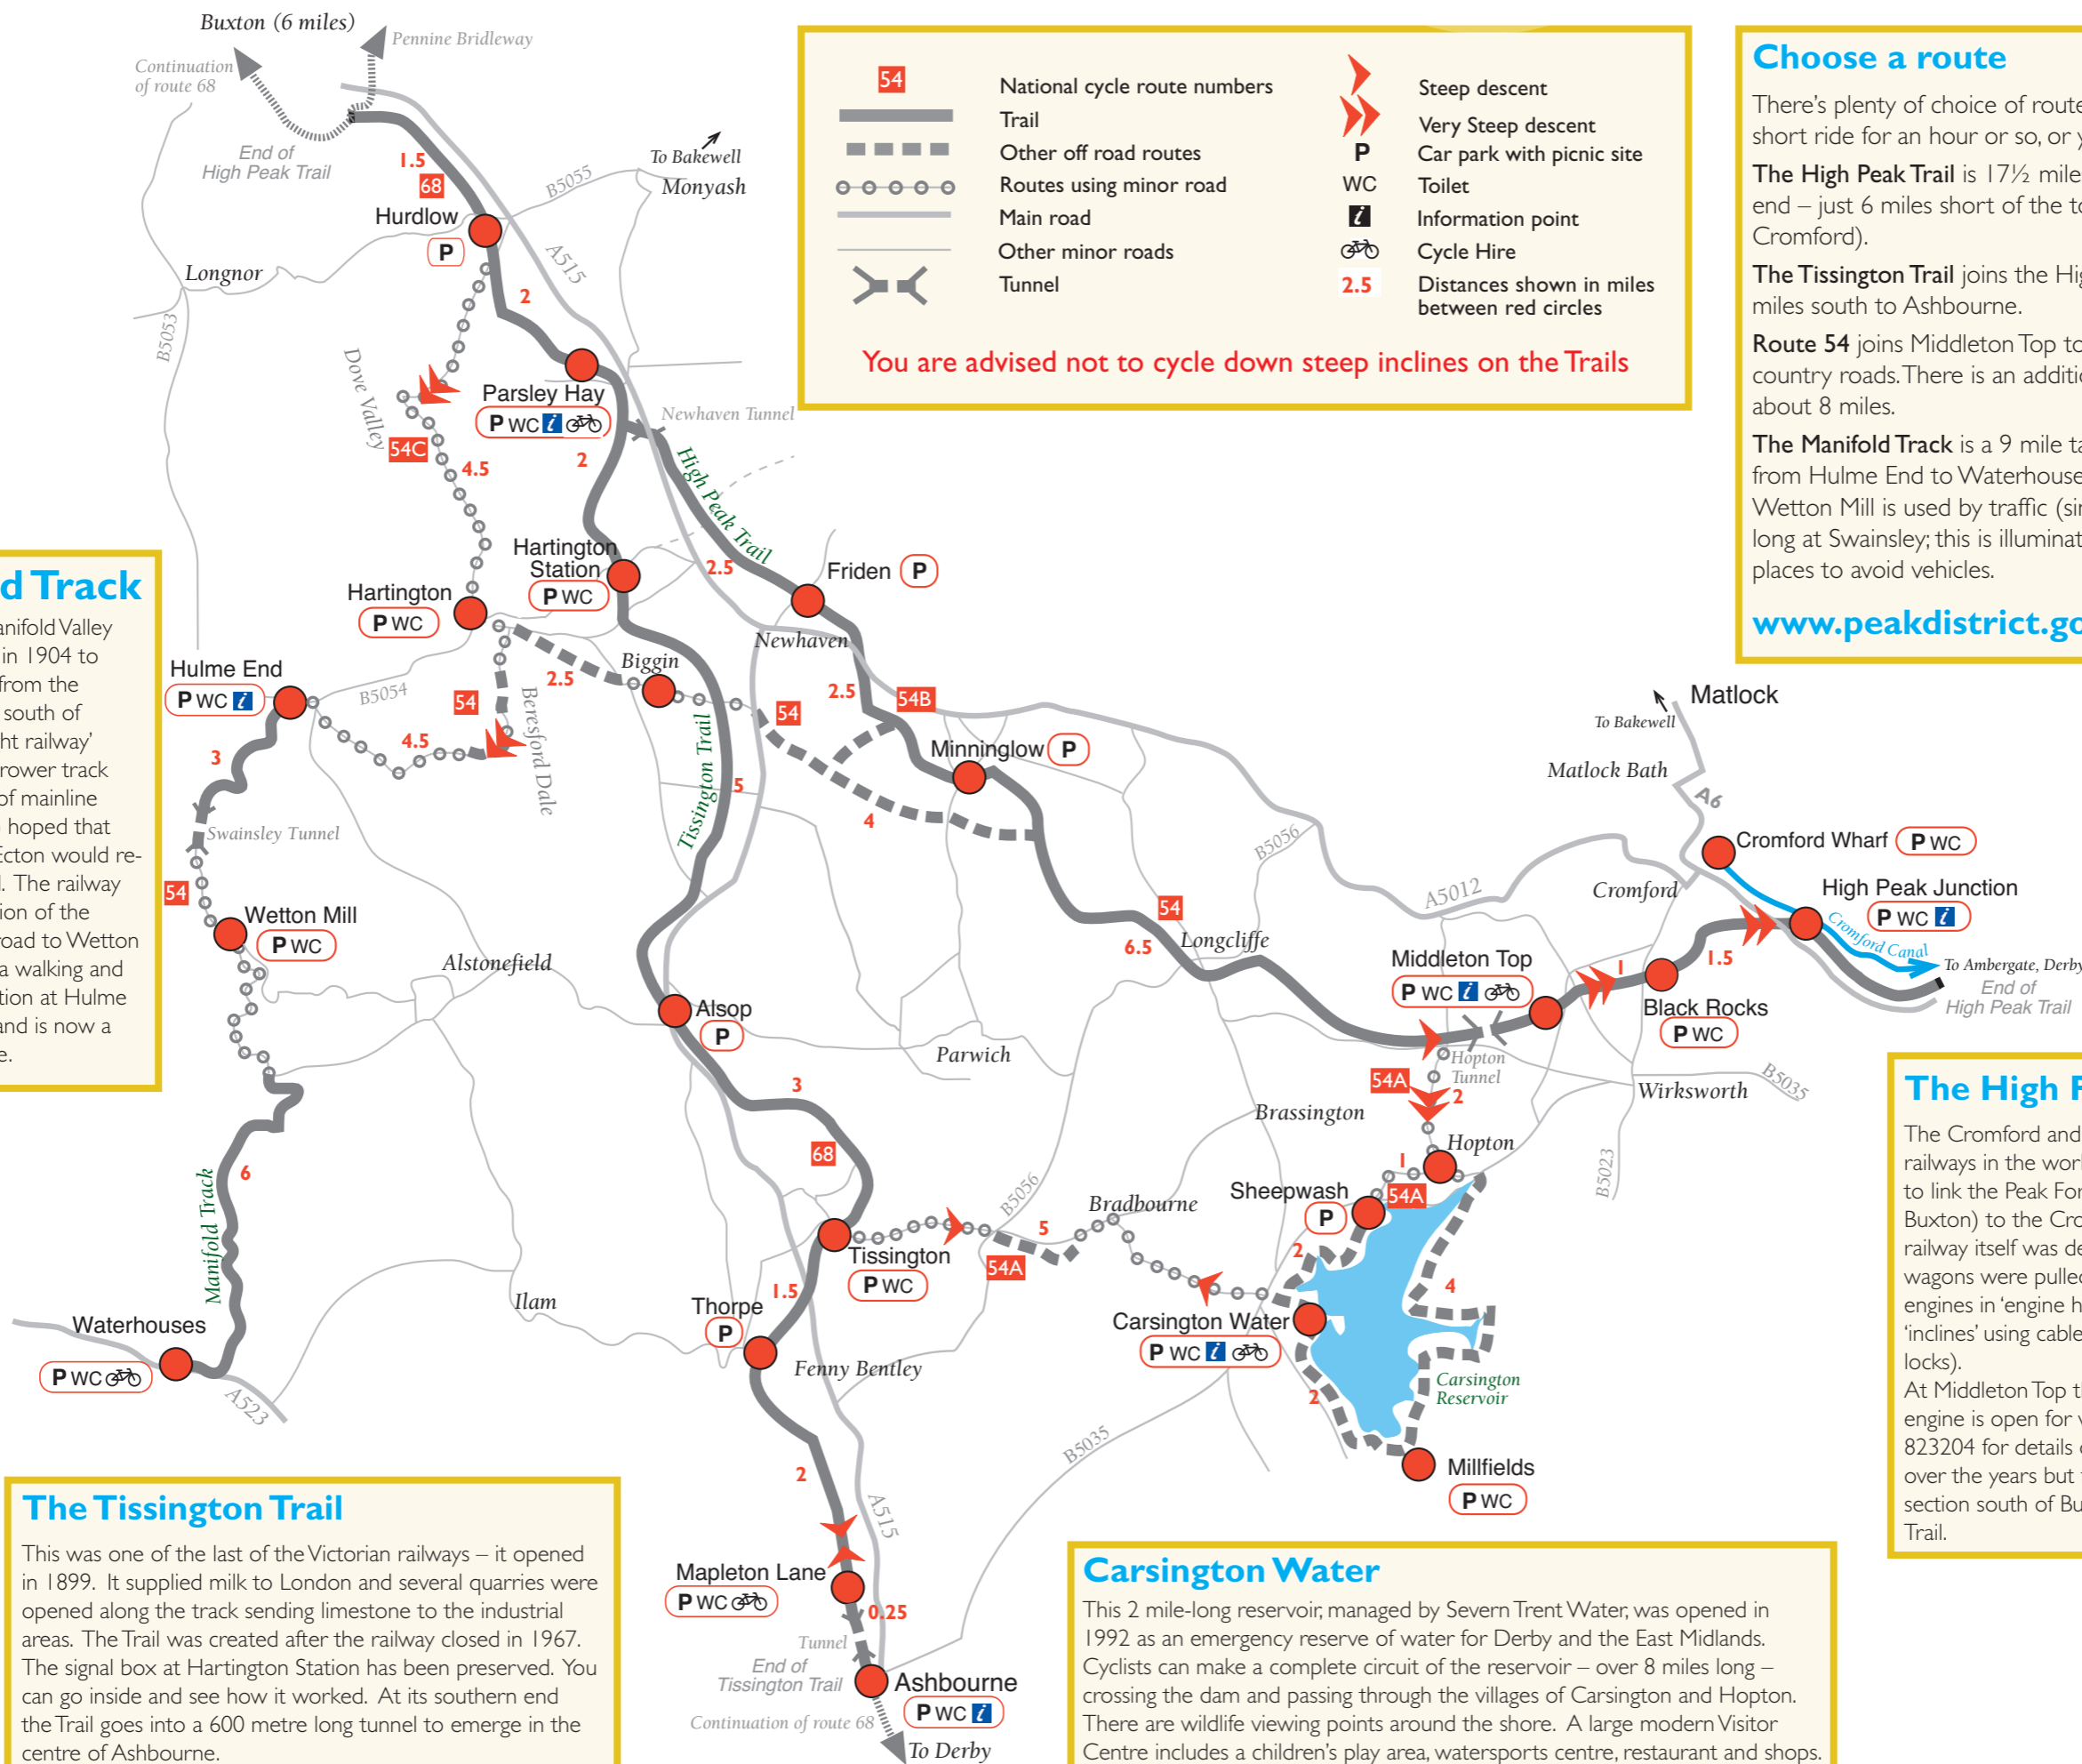 Buxton (6 miles)
Pennine Bridleway
Continuation
of route 68
End of
High Peak Trail
1.5
68
Hurdlow
P
B5055
To Bakewell
Monyash
A515
Longnor
B5053
2
Dove Valley
Parsley Hay
P WC i
Newhaven Tunnel
54C
4.5
2
High Peak Trail
Hartington
Station
P WC
2.5
Friden P
Hartington
P WC
Newhaven
Hulme End
P WC i
B5054
54
2.5
Biggin
Beresford Dale
4.5
3
2.5
54B
54
Minninglow P
Tissington Trail
5
4
Swainsley Tunnel
54
Wetton Mill
P WC
Alstonefield
Alsop
P
Parwich
B5056
54
6.5
Longcliffe
A5012
Matlock
To Bakewell
Matlock Bath
A6
Cromford Wharf P WC
Cromford
High Peak Junction
P WC i
Cromford Canal
To Ambergate, Derby
End of
High Peak Trail
Middleton Top
P WC i
1
1.5
Black Rocks
P WC
Hopton
Tunnel
54A
2
Wirksworth
B5035
B5023
Brassington
Hopton
1
54A
Sheepwash
P
2
4
3
68
6
Manifold Track
Tissington
P WC
B5056
5
54A
Bradbourne
Carsington Water
P WC i
Carsington
Reservoir
2
Millfields
P WC
Ilam
Thorpe
P
1.5
Fenny Bentley
Waterhouses
P WC
A523
B5035
2
A515
Mapleton Lane
P WC
0.25
Tunnel
End of
Tissington Trail
Ashbourne
P WC i
Continuation of route 68
To Derby
54 National cycle route numbers
Trail
Other off road routes
Routes using minor road
Main road
Other minor roads
Tunnel
Steep descent
Very Steep descent
P Car park with picnic site
WC Toilet
i Information point
Cycle Hire
2.5 Distances shown in miles
between red circles
You are advised not to cycle down steep inclines on the Trails
Choose a route
There's plenty of choice of route
short ride for an hour or so, or y
The High Peak Trail is 17½ mile
end – just 6 miles short of the to
Cromford).
The Tissington Trail joins the Hig
miles south to Ashbourne.
Route 54 joins Middleton Top to
country roads. There is an additio
about 8 miles.
The Manifold Track is a 9 mile ta
from Hulme End to Waterhouse
Wetton Mill is used by traffic (sin
long at Swainsley; this is illuminat
places to avoid vehicles.
www.peakdistrict.go
d Track
anifold Valley
in 1904 to
from the
south of
ht railway'
rrower track
of mainline
hoped that
Ecton would re-
l. The railway
ion of the
road to Wetton
a walking and
tion at Hulme
and is now a
e.
The High P
The Cromford and
railways in the worl
to link the Peak For
Buxton) to the Cro
railway itself was de
wagons were pulled
engines in 'engine h
'inclines' using cable
locks).
At Middleton Top th
engine is open for v
823204 for details o
over the years but t
section south of Bu
Trail.
The Tissington Trail
This was one of the last of the Victorian railways – it opened
in 1899. It supplied milk to London and several quarries were
opened along the track sending limestone to the industrial
areas. The Trail was created after the railway closed in 1967.
The signal box at Hartington Station has been preserved. You
can go inside and see how it worked. At its southern end
the Trail goes into a 600 metre long tunnel to emerge in the
centre of Ashbourne.
Carsington Water
This 2 mile-long reservoir, managed by Severn Trent Water, was opened in
1992 as an emergency reserve of water for Derby and the East Midlands.
Cyclists can make a complete circuit of the reservoir – over 8 miles long –
crossing the dam and passing through the villages of Carsington and Hopton.
There are wildlife viewing points around the shore. A large modern Visitor
Centre includes a children's play area, watersports centre, restaurant and shops.